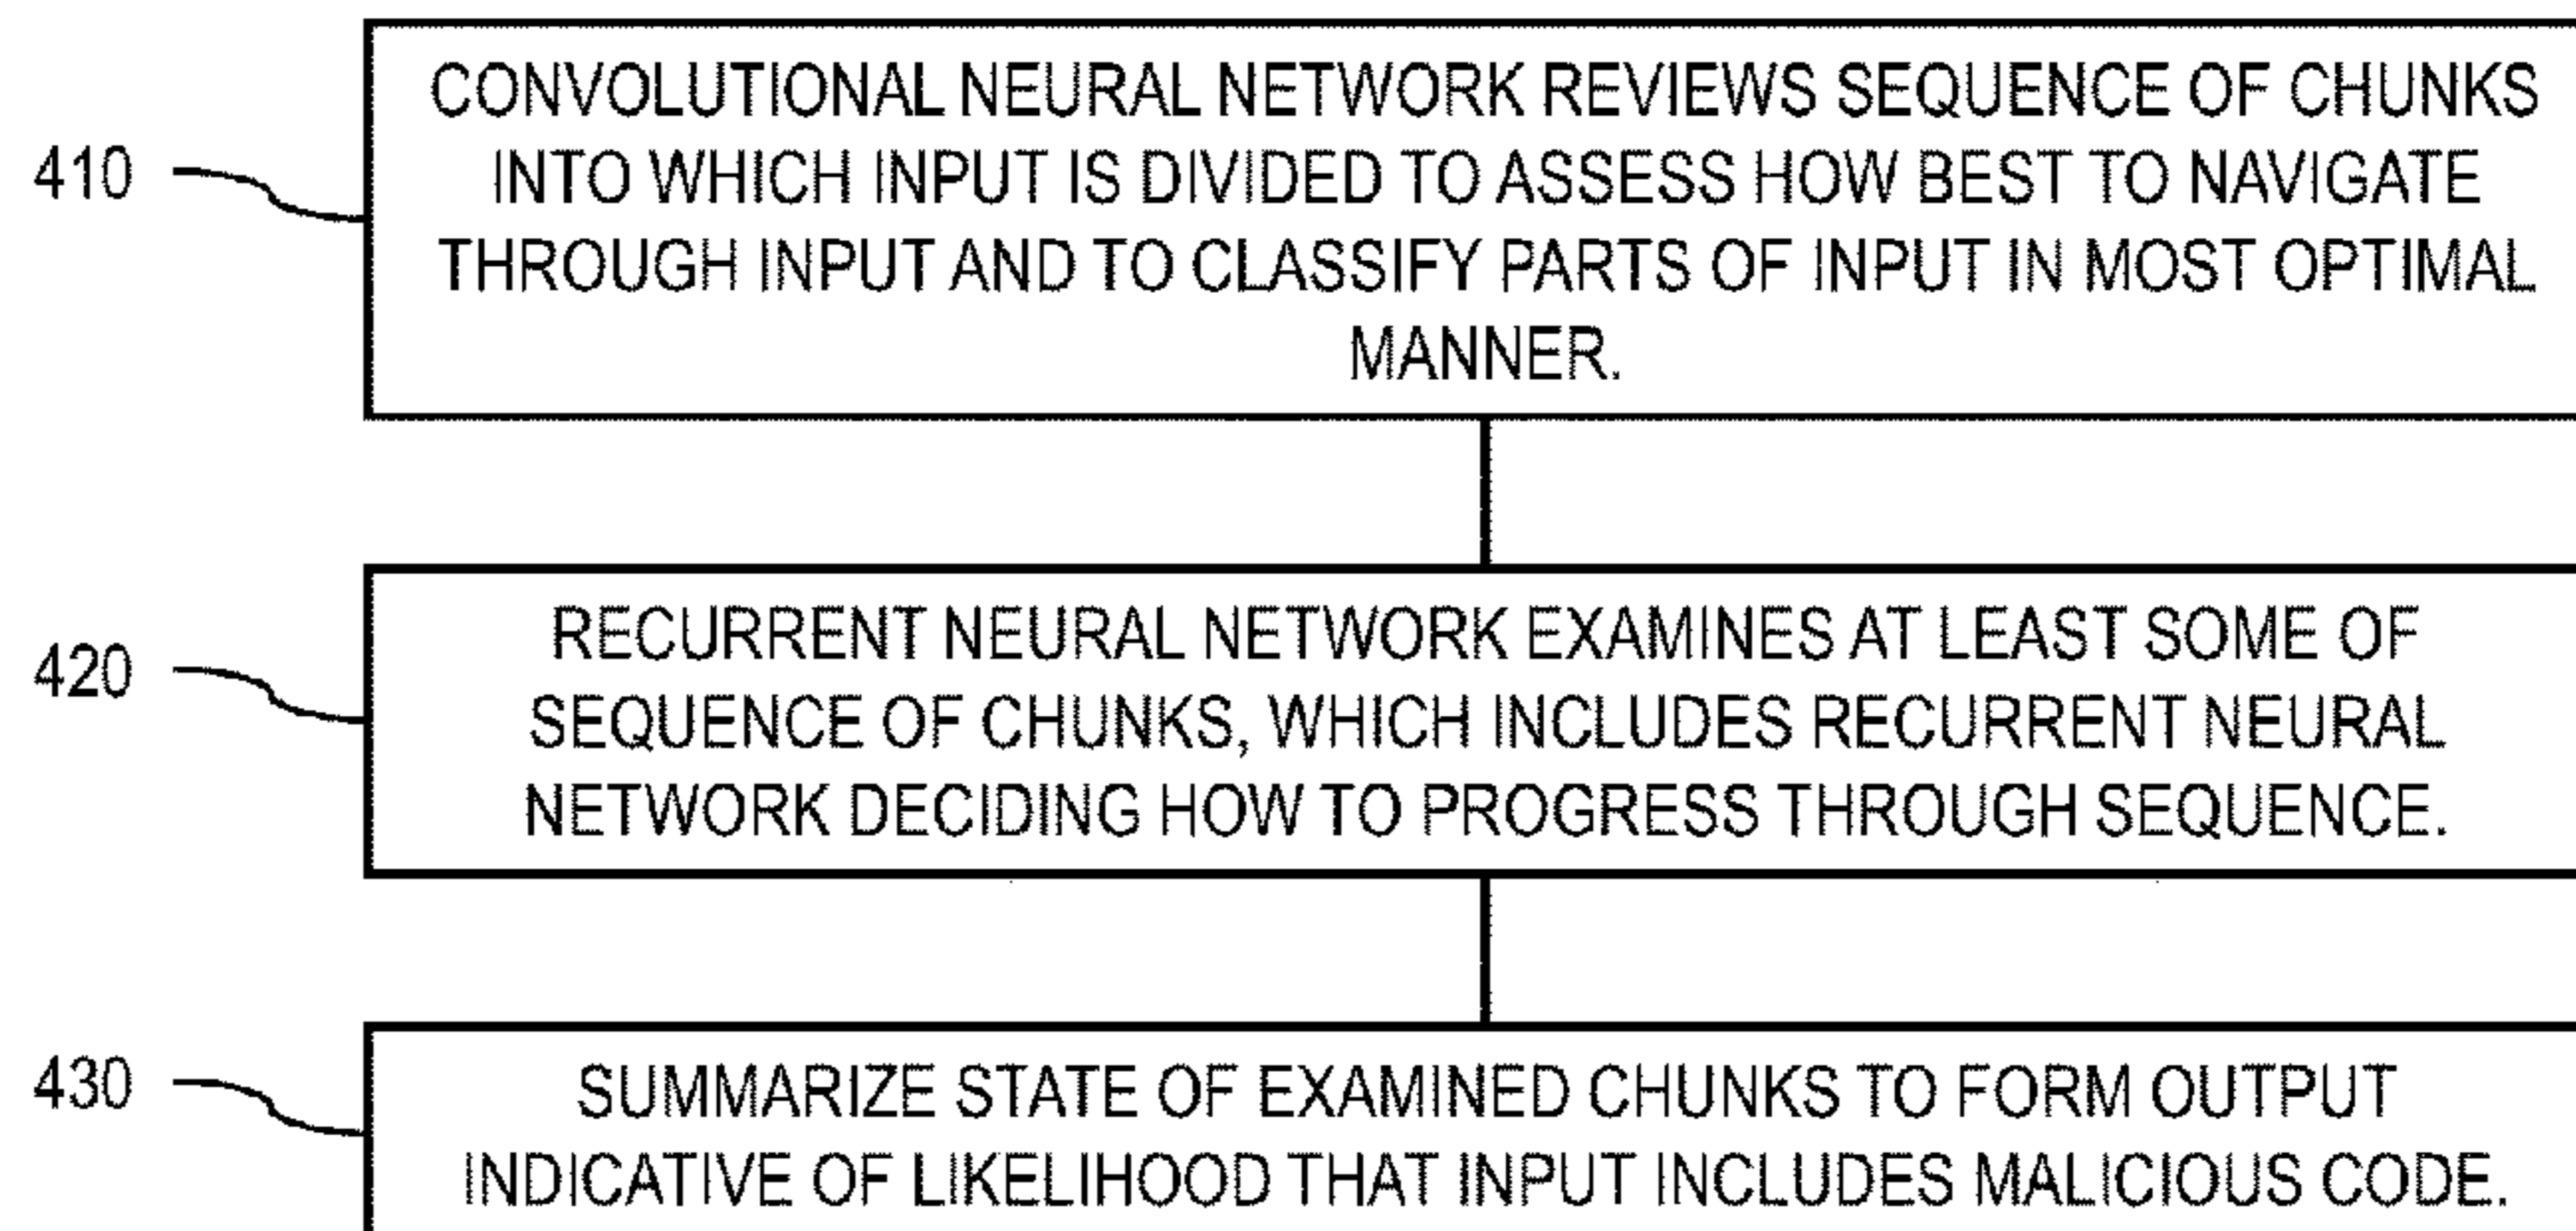 410
CONVOLUTIONAL NEURAL NETWORK REVIEWS SEQUENCE OF CHUNKS
INTO WHICH INPUT IS DIVIDED TO ASSESS HOW BEST TO NAVIGATE
THROUGH INPUT AND TO CLASSIFY PARTS OF INPUT IN MOST OPTIMAL
MANNER.
420
RECURRENT NEURAL NETWORK EXAMINES AT LEAST SOME OF
SEQUENCE OF CHUNKS, WHICH INCLUDES RECURRENT NEURAL
NETWORK DECIDING HOW TO PROGRESS THROUGH SEQUENCE.
430
SUMMARIZE STATE OF EXAMINED CHUNKS TO FORM OUTPUT
INDICATIVE OF LIKELIHOOD THAT INPUT INCLUDES MALICIOUS CODE.